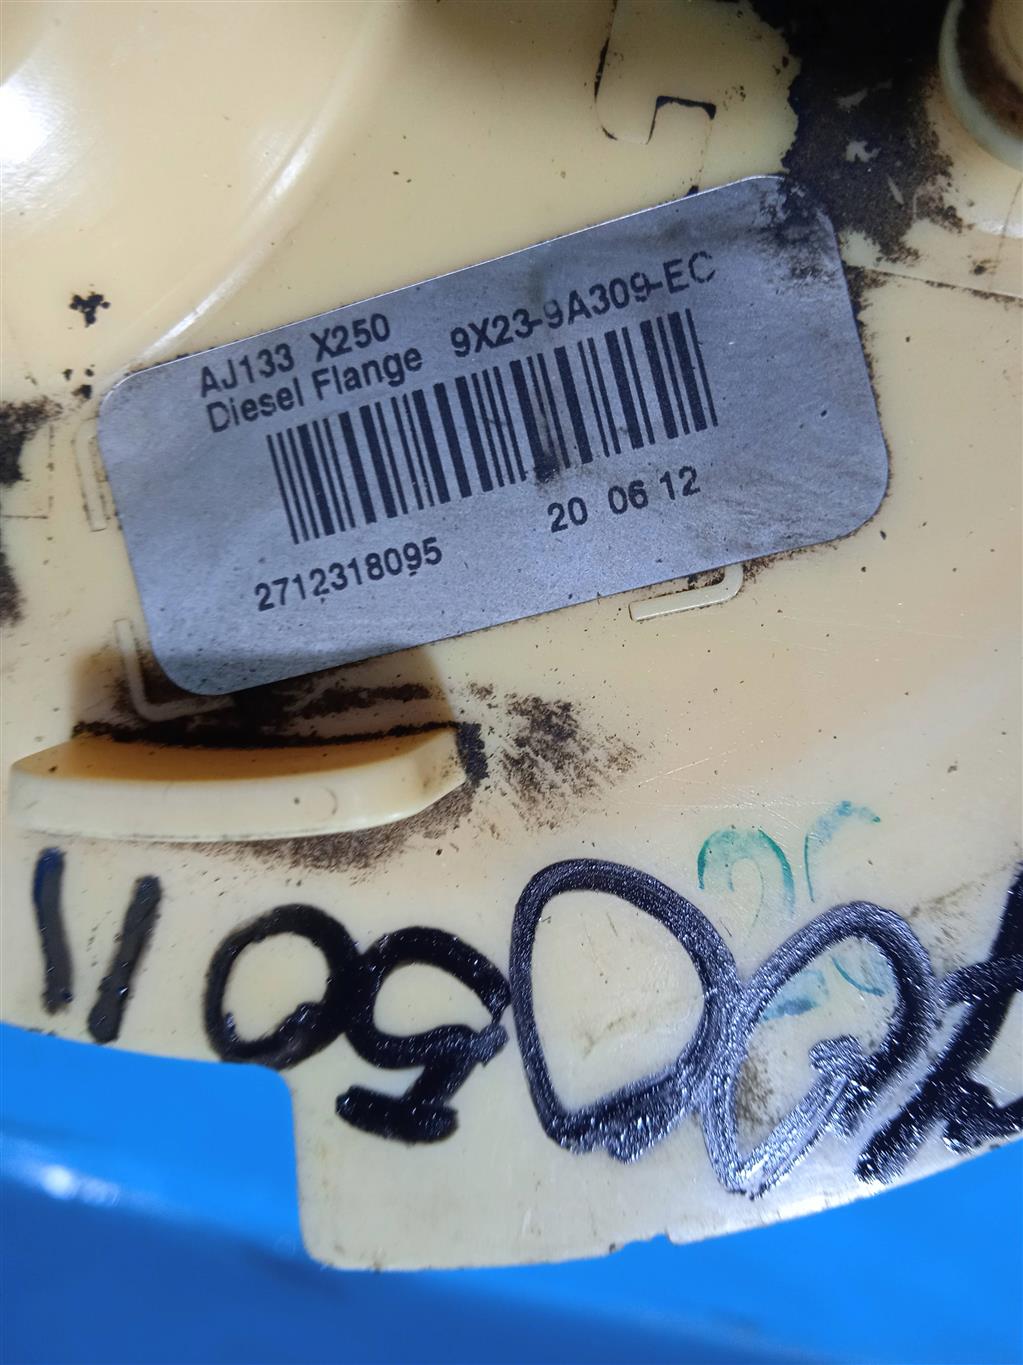 AJ133 X250
Diesel Flange 9X23-9A309-EC
20 06 12
2712318095